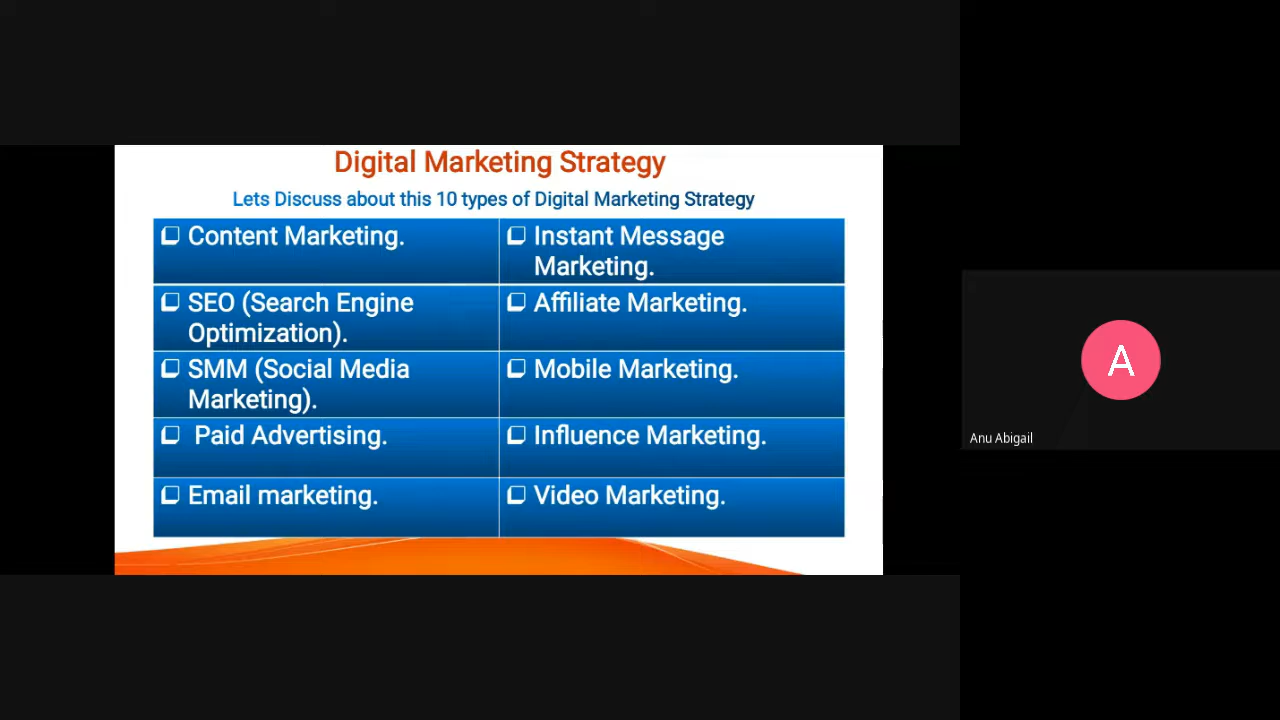 Digital Marketing Strategy
Lets Discuss about this 10 types of Digital Marketing Strategy
Content Marketing.
Instant Message
Marketing.
SEO (Search Engine
Optimization).
Affiliate Marketing.
SMM (Social Media
Marketing).
Mobile Marketing.
Paid Advertising.
Influence Marketing.
Email marketing.
Video Marketing.
A
Anu Abigail